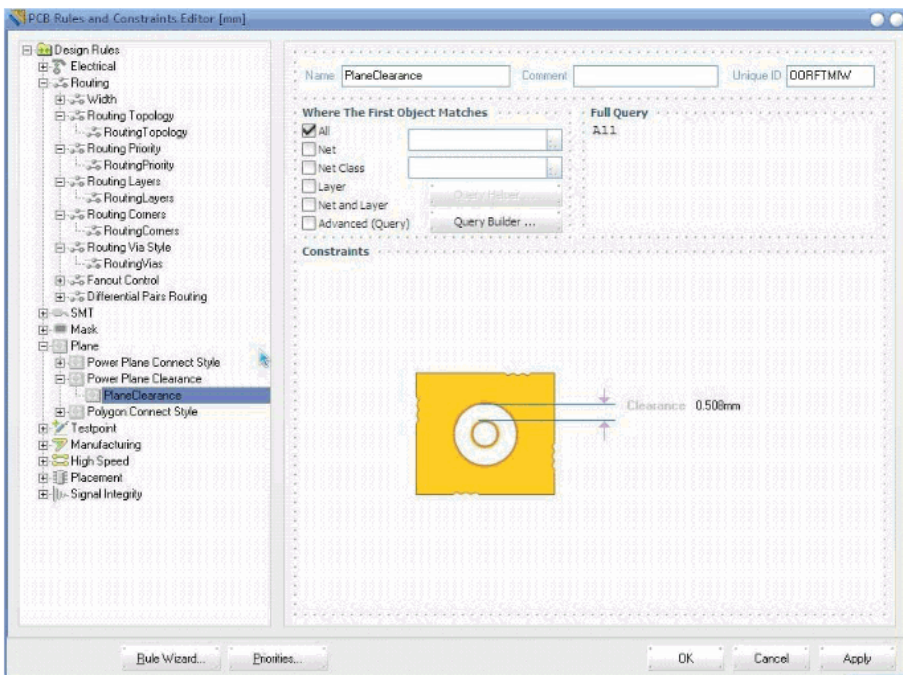 PCB Rules and Constraints Editor [mm]
Design Rules
Electrical
Routing
Width
Routing Topology
RoutingTopology
Routing Priority
RoutingPriority
Routing Layers
RoutingLayers
Routing Corners
RoutingCorners
Routing Via Style
RoutingVias
Fanout Control
Differential Pairs Routing
SMT
Mask
Plane
Power Plane Connect Style
Power Plane Clearance
PlaneClearance
Polygon Connect Style
Testpoint
Manufacturing
High Speed
Placement
Signal Integrity
Name PlaneClearance Comment Unique ID OORFTMIW
Where The First Object Matches
All
Net
Net Class
Layer
Net and Layer
Advanced (Query)
Query Helper ...
Query Builder ...
Full Query
All
Constraints
Clearance 0.508mm
Rule Wizard... Priorities... OK Cancel Apply